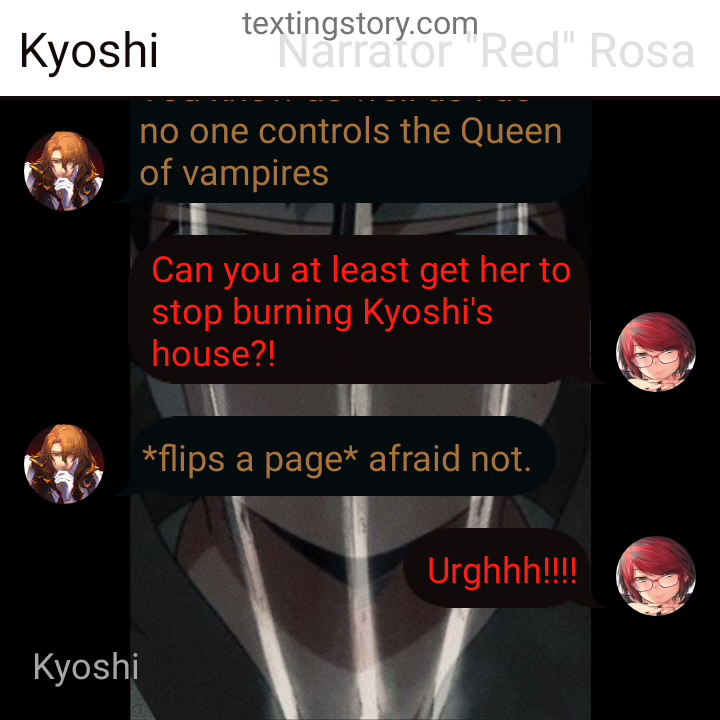 textingstory.com
Kyoshi
Narrator "Red" Rosa
no one controls the Queen
of vampires
Can you at least get her to
stop burning Kyoshi's
house?!
*flips a page* afraid not.
Urghhh!!!!
Kyoshi